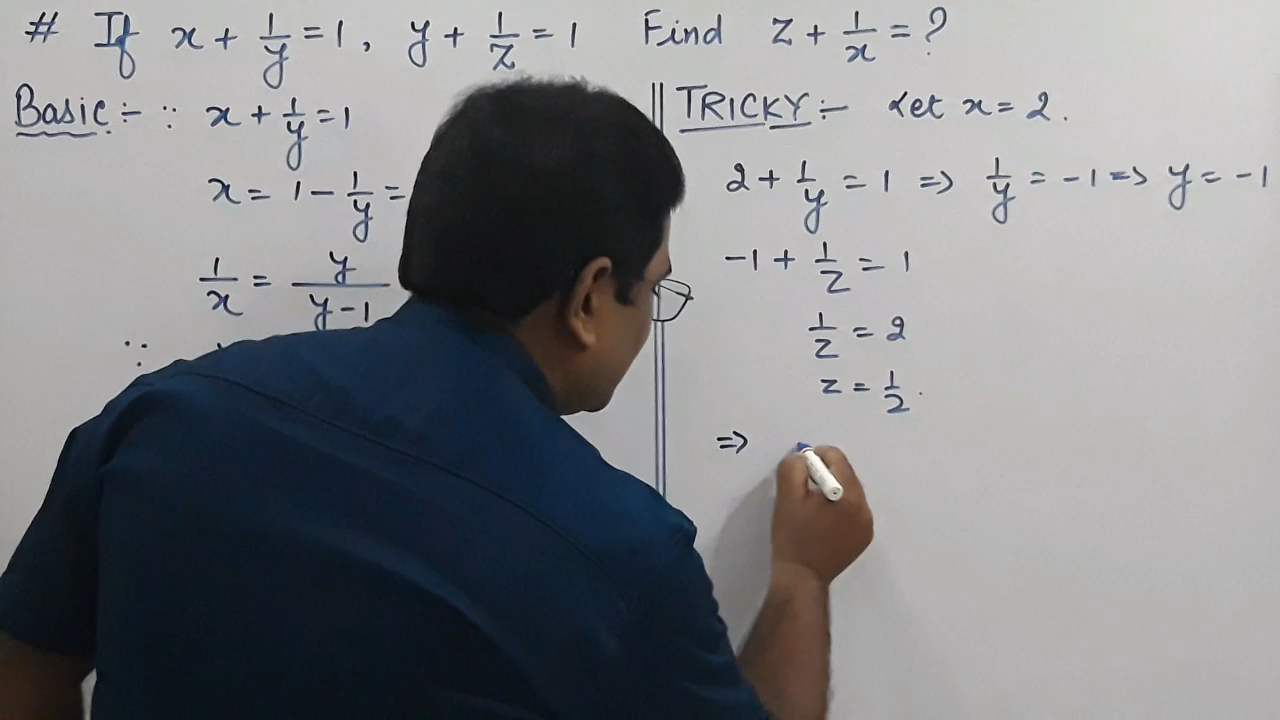 # If x + 1/y = 1, y + 1/z = 1 Find z + 1/x = ?
Basic :- ∵ x + 1/y = 1
x = 1 - 1/y =
1/x = y/(y-1)
∵
TRICKY :- Let x = 2.
2 + 1/y = 1 => 1/y = -1 => y = -1
-1 + 1/z = 1
1/z = 2
z = 1/2.
=>